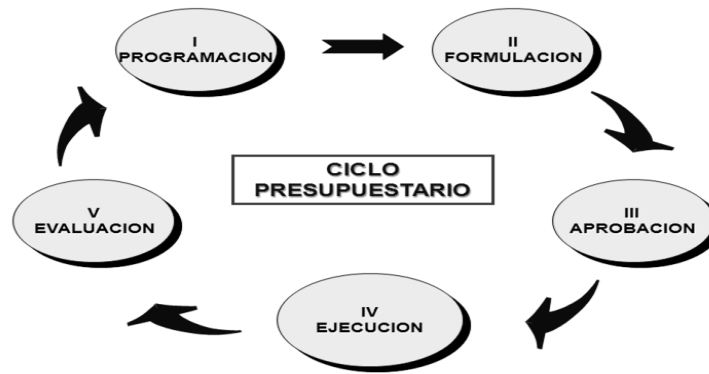 I
PROGRAMACION
II
FORMULACION
CICLO
PRESUPUESTARIO
III
APROBACION
IV
EJECUCION
V
EVALUACION